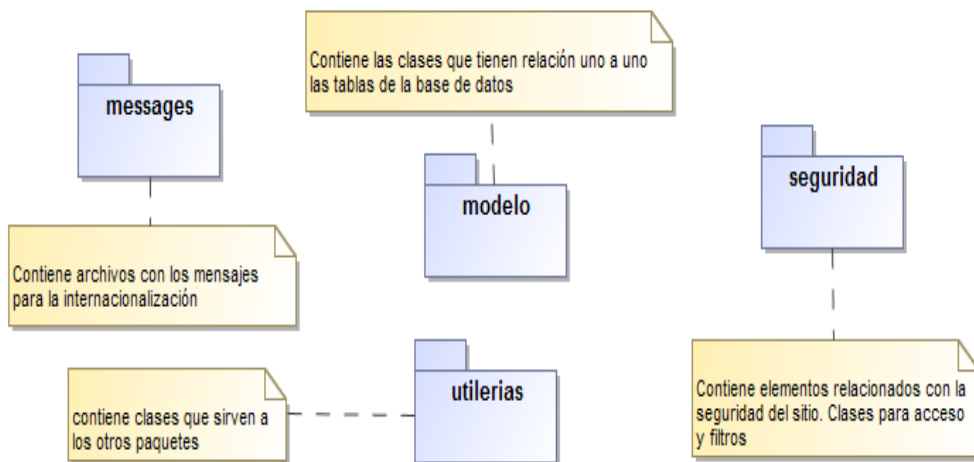 Contiene las clases que tienen relación uno a uno
las tablas de la base de datos
messages
modelo
seguridad
Contiene archivos con los mensajes
para la internacionalización
utilerias
contiene clases que sirven a
los otros paquetes
Contiene elementos relacionados con la
seguridad del sitio. Clases para acceso
y filtros